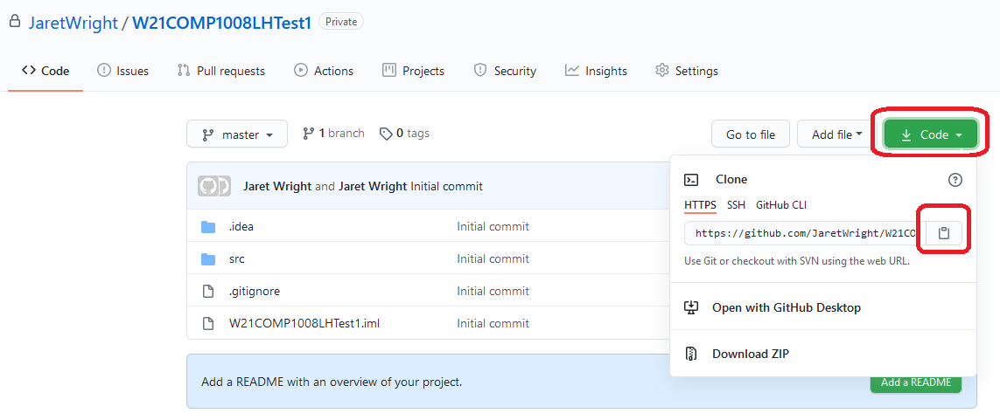 JaretWright / W21COMP1008LHTest1 Private
Code Issues Pull requests Actions Projects Security Insights Settings
master 1 branch 0 tags Go to file Add file Code
Jaret Wright and Jaret Wright Initial commit
Clone
HTTPS SSH GitHub CLI
.idea Initial commit
https://github.com/JaretWright/W21CO
src Initial commit
Use Git or checkout with SVN using the web URL.
.gitignore Initial commit
Open with GitHub Desktop
W21COMP1008LHTest1.iml Initial commit
Download ZIP
Add a README with an overview of your project.
Add a README